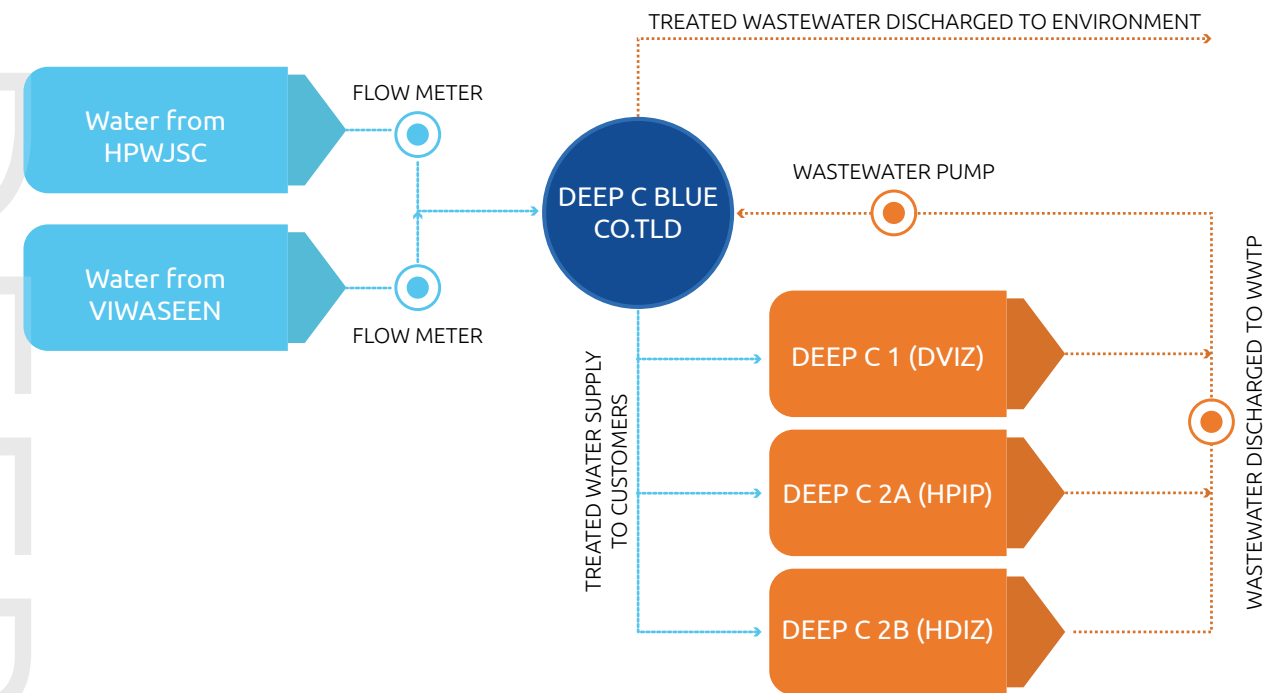 TREATED WASTEWATER DISCHARGED TO ENVIRONMENT
FLOW METER
Water from
HPWJSC
WASTEWATER PUMP
DEEP C BLUE
CO.TLD
Water from
VIWASEEN
FLOW METER
TREATED WATER SUPPLY
TO CUSTOMERS
DEEP C 1 (DVIZ)
DEEP C 2A (HPIP)
DEEP C 2B (HDIZ)
WASTEWATER DISCHARGED TO WWTP